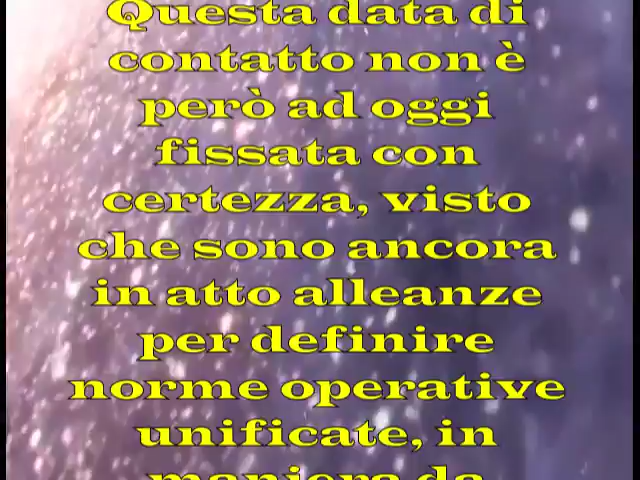 Questa data di
contatto non è
però ad oggi
fissata con
certezza, visto
che sono ancora
in atto alleanze
per definire
norme operative
unificate, in
maniera da